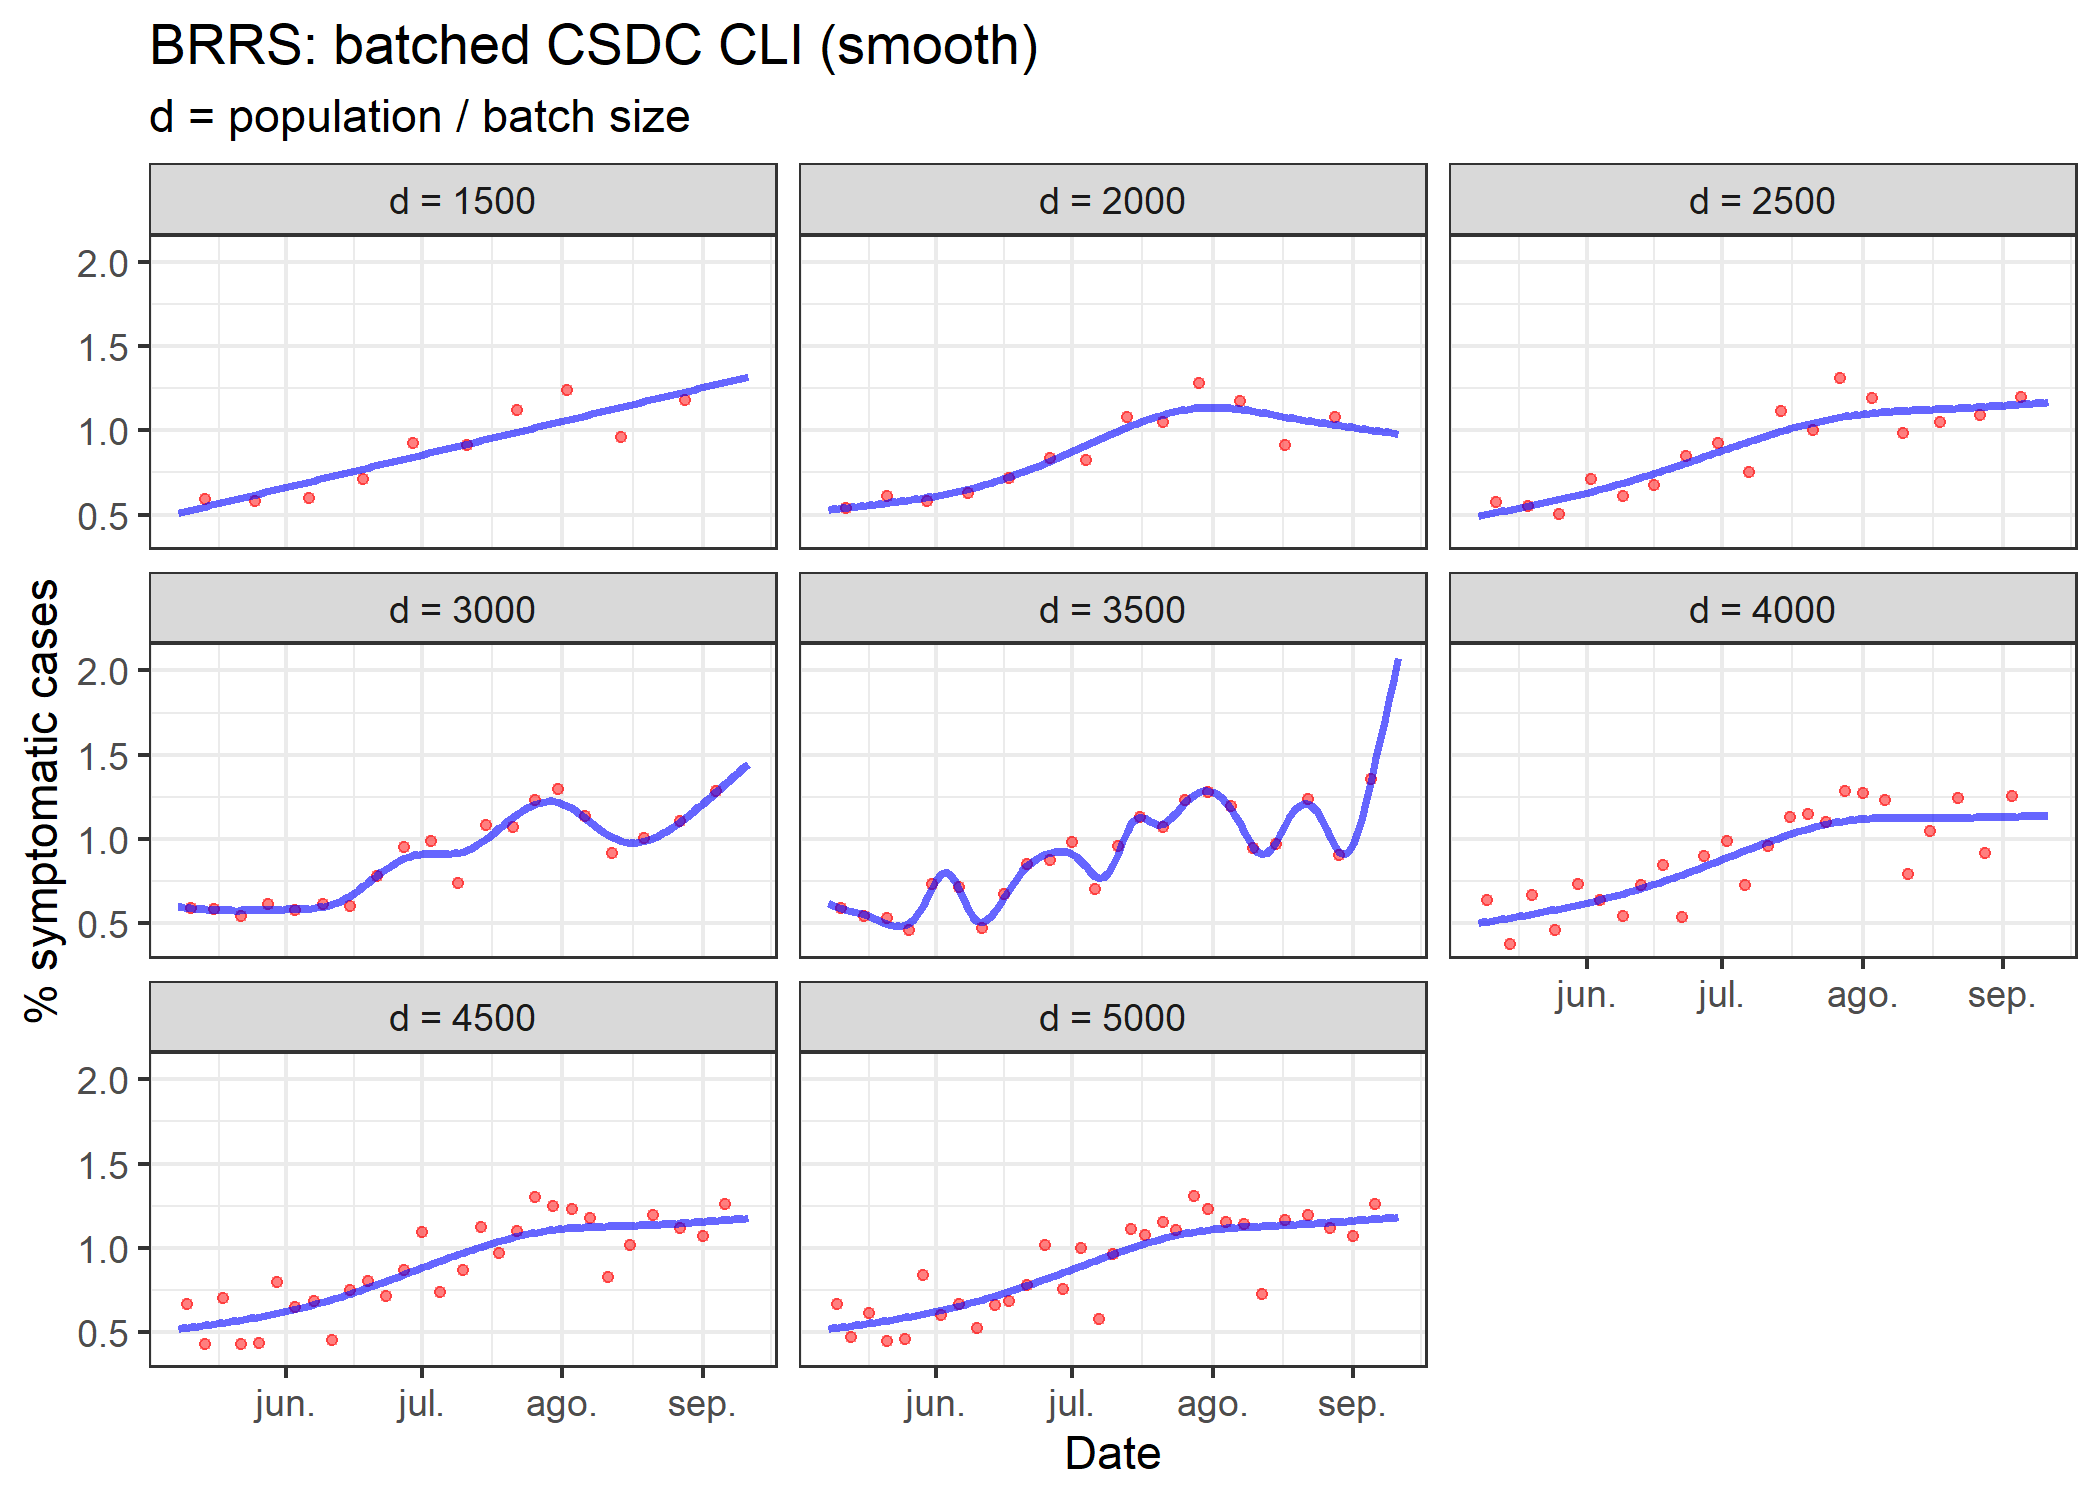 BRRS: batched CSDC CLI (smooth)
d = population / batch size
d = 1500
d = 2000
d = 2500
2.0
1.5
1.0
0.5
d = 3000
d = 3500
d = 4000
2.0
1.5
1.0
0.5
jun.
jul.
ago.
sep.
% symptomatic cases
d = 4500
d = 5000
2.0
1.5
1.0
0.5
jun.
jul.
ago.
sep.
jun.
jul.
ago.
sep.
Date